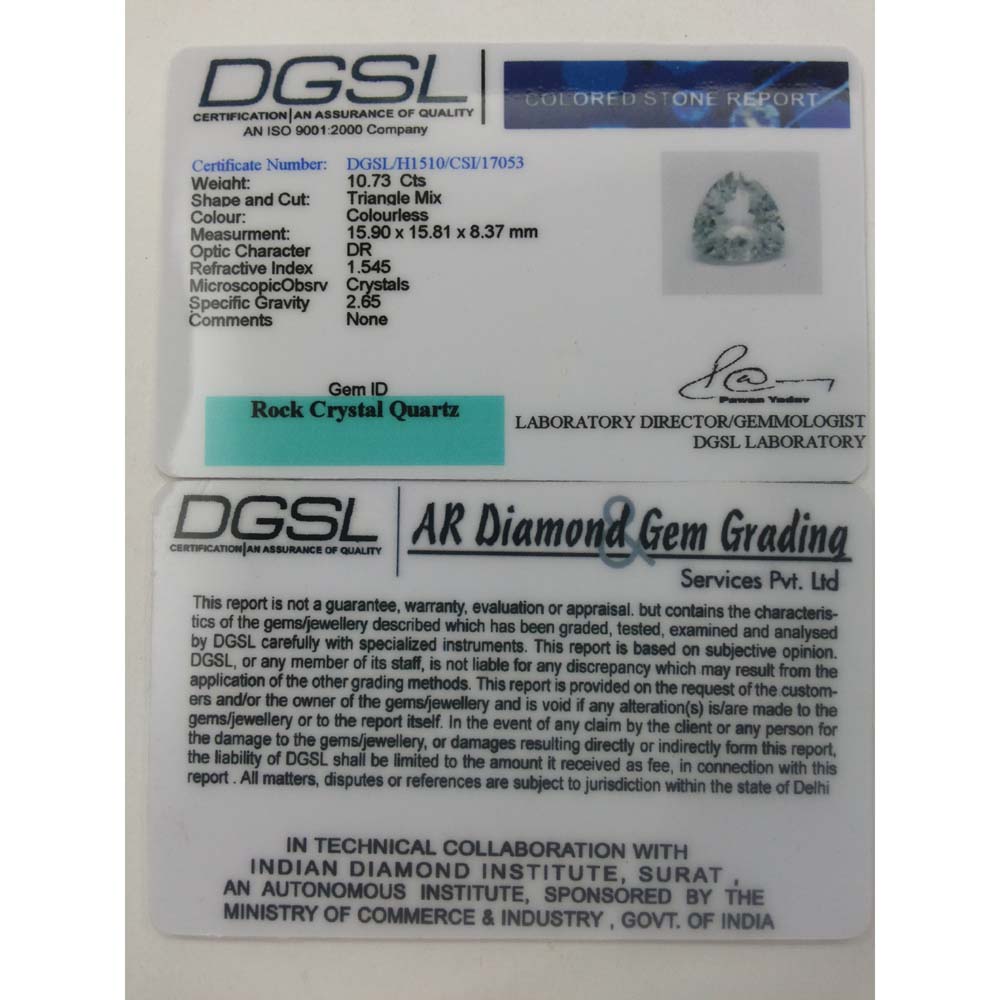 DGSL
CERTIFICATION|AN ASSURANCE OF QUALITY
AN ISO 9001:2000 Company
COLORED STONE REPORT
Certificate Number: DGSL/H1510/CSI/17053
Weight: 10.73 Cts
Shape and Cut: Triangle Mix
Colour: Colourless
Measurment: 15.90 x 15.81 x 8.37 mm
Optic Character DR
Refractive Index 1.545
MicroscopicObsrv Crystals
Specific Gravity 2.65
Comments None
Gem ID
Rock Crystal Quartz
Pawan Yadav
LABORATORY DIRECTOR/GEMMOLOGIST
DGSL LABORATORY
DGSL
CERTIFICATION|AN ASSURANCE OF QUALITY
AR Diamond & Gem Grading
Services Pvt. Ltd
This report is not a guarantee, warranty, evaluation or appraisal. but contains the characteris-
tics of the gems/jewellery described which has been graded, tested, examined and analysed
by DGSL carefully with specialized instruments. This report is based on subjective opinion.
DGSL, or any member of its staff, is not liable for any discrepancy which may result from the
application of the other grading methods. This report is provided on the request of the custom-
ers and/or the owner of the gems/jewellery and is void if any alteration(s) is/are made to the
gems/jewellery or to the report itself. In the event of any claim by the client or any person for
the damage to the gems/jewellery, or damages resulting directly or indirectly form this report,
the liability of DGSL shall be limited to the amount it received as fee, in connection with this
report . All matters, disputes or references are subject to jurisdiction within the state of Delhi
IN TECHNICAL COLLABORATION WITH
INDIAN DIAMOND INSTITUTE, SURAT ,
AN AUTONOMOUS INSTITUTE, SPONSORED BY THE
MINISTRY OF COMMERCE & INDUSTRY , GOVT. OF INDIA